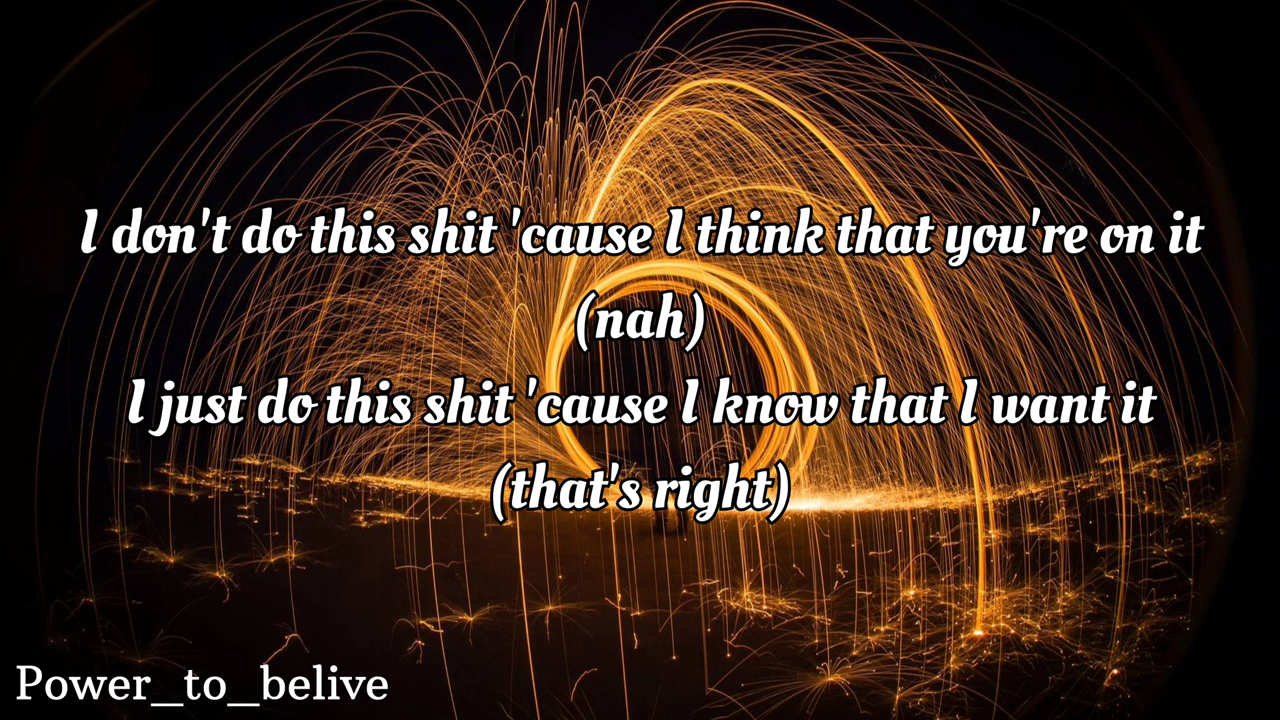 I don't do this shit 'cause I think that you're on it
(nah)
I just do this shit 'cause I know that I want it
(that's right)
Power_to_belive